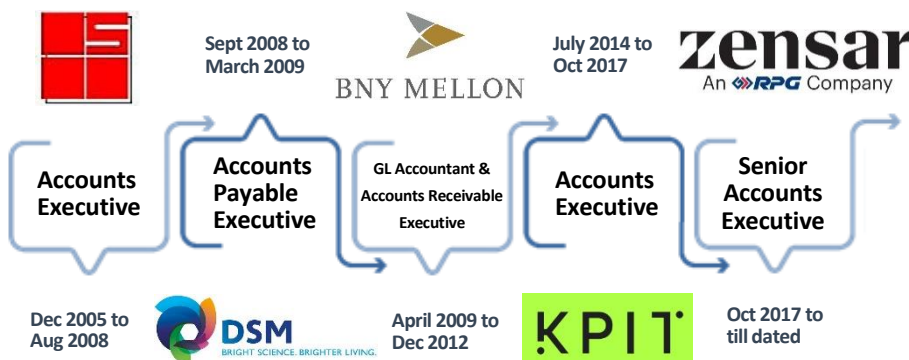 S
Sept 2008 to
March 2009
BNY MELLON
July 2014 to
Oct 2017
zensar
An RPG Company
Accounts
Executive
Accounts
Payable
Executive
GL Accountant &
Accounts Receivable
Executive
Accounts
Executive
Senior
Accounts
Executive
Dec 2005 to
Aug 2008
DSM
BRIGHT SCIENCE. BRIGHTER LIVING.
April 2009 to
Dec 2012
KPIT
Oct 2017 to
till dated